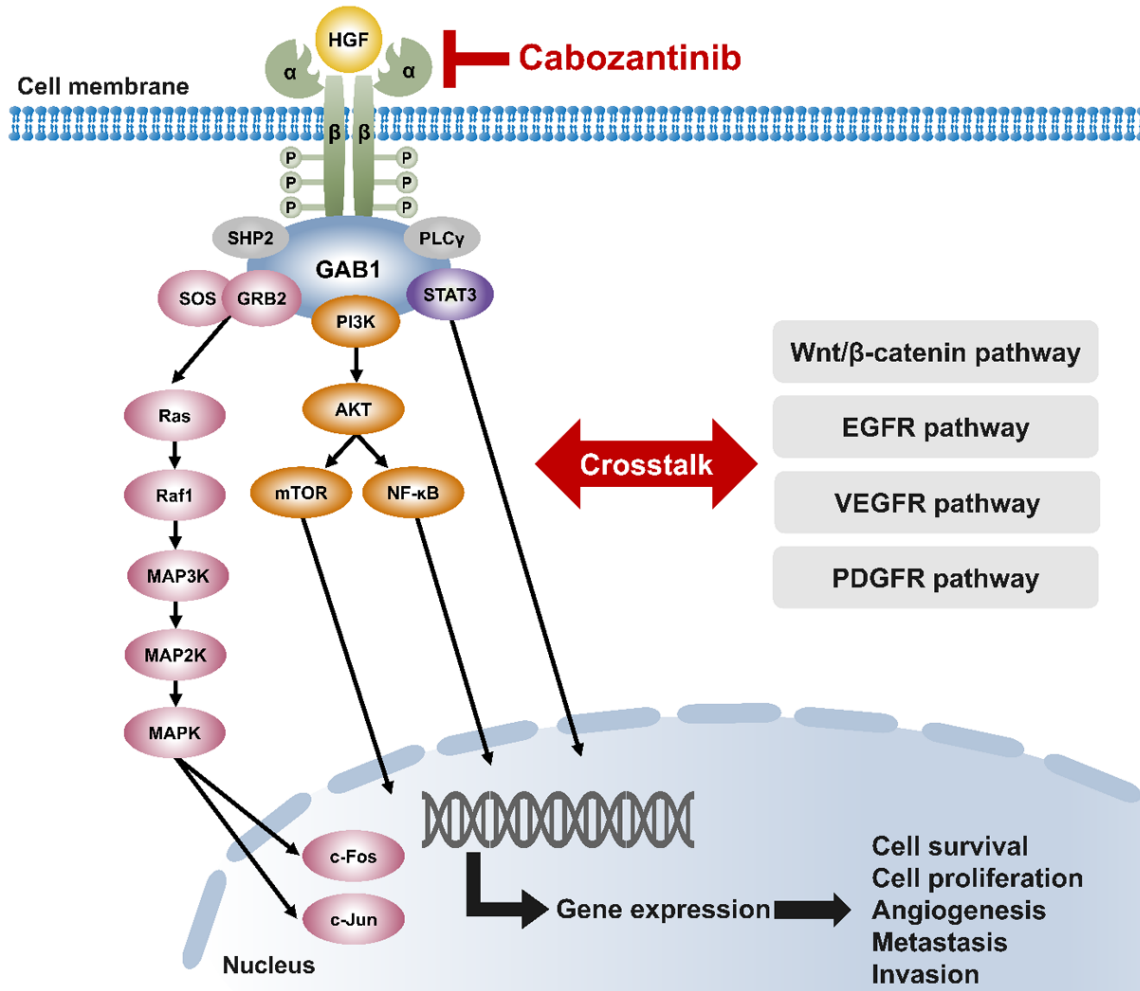 HGF
Cabozantinib
α
α
Cell membrane
β
β
P
P
P
P
P
P
SHP2
PLCγ
GAB1
SOS
GRB2
STAT3
PI3K
Wnt/β-catenin pathway
Ras
AKT
EGFR pathway
Crosstalk
Raf1
mTOR
NF-κB
VEGFR pathway
MAP3K
PDGFR pathway
MAP2K
MAPK
c-Fos
c-Jun
Nucleus
Gene expression
Cell survival
Cell proliferation
Angiogenesis
Metastasis
Invasion